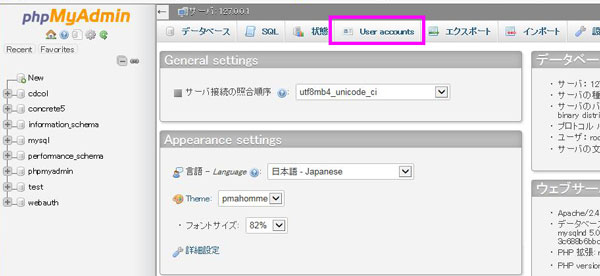 phpMyAdmin
Recent Favorites
New
cdcol
concrete5
information_schema
mysql
performance_schema
phpmyadmin
test
webauth
サーバ: 127.0.0.1
データベース SQL 状態 User accounts エクスポート インポート
General settings
サーバ接続の照合順序 : utf8mb4_unicode_ci
Appearance settings
言語 - Language : 日本語 - Japanese
Theme: pmahomme
・フォントサイズ: 82%
詳細設定
データベー
・サーバ: 12
・サーバの種
・サーバのバ
binary distri
・プロトコル バ
・ユーザ: roo
・サーバの文
ウェブサー
・Apache/2.4
・データベース
mysqlnd 5.0
3c688b6bbc
・PHP 拡張: m
・PHP version